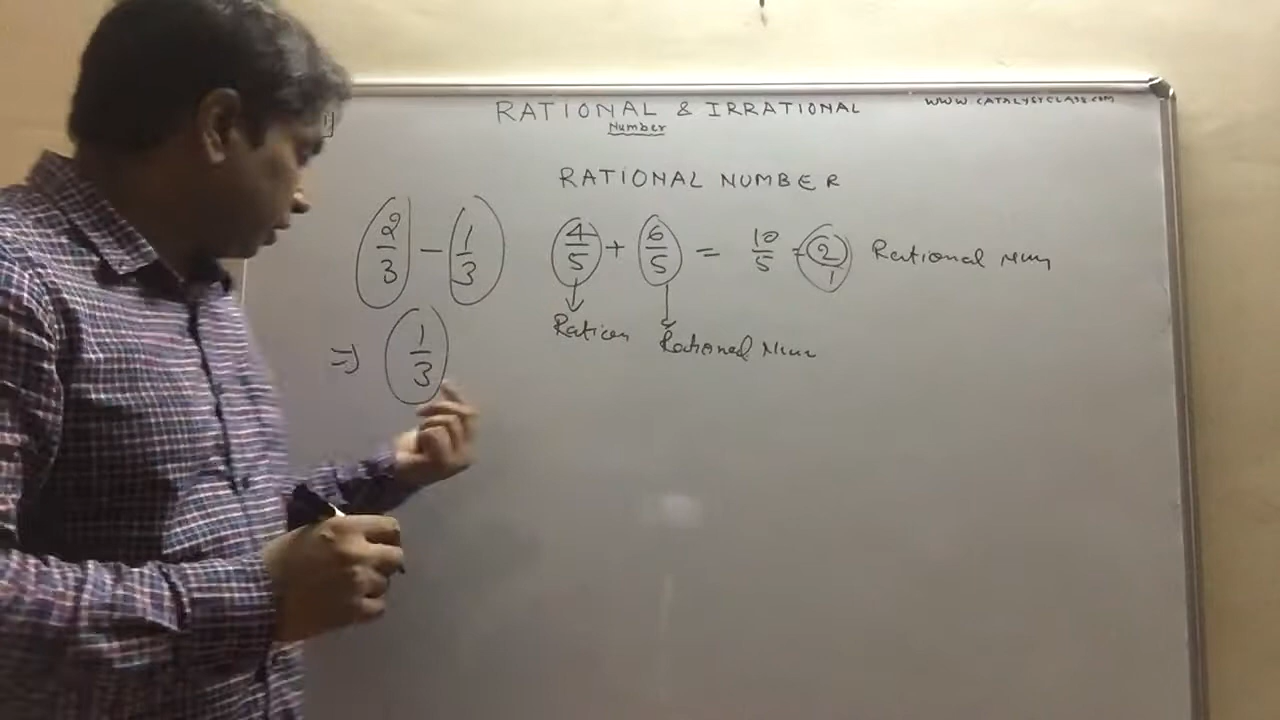 RATIONAL & IRRATIONAL
Number
WWW.CATALYSTCLASS.COM
RATIONAL NUMBER
2/3 - 1/3
4/5 + 6/5 = 10/5 = 2/1 Rational Num
Ration Rational Num
=> 1/3